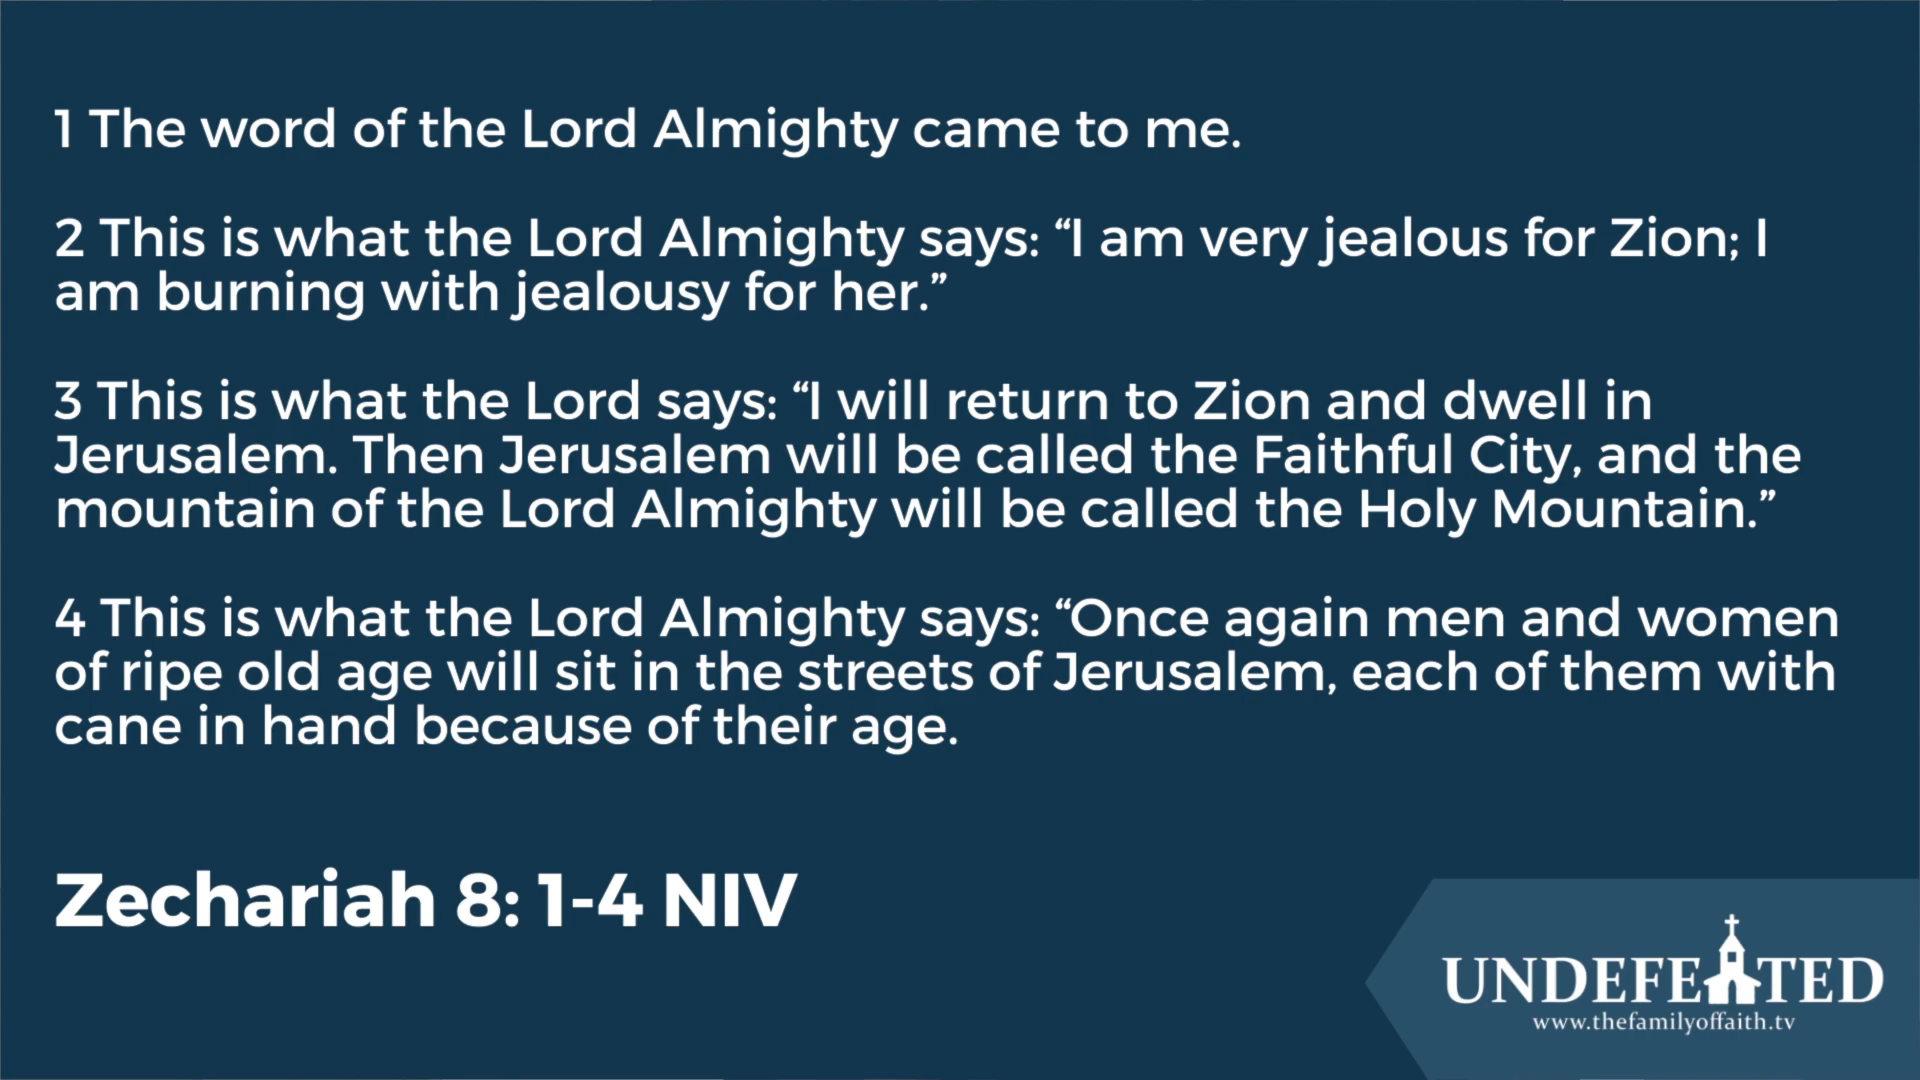 1 The word of the Lord Almighty came to me.
2 This is what the Lord Almighty says: “I am very jealous for Zion; I
am burning with jealousy for her.”
3 This is what the Lord says: “I will return to Zion and dwell in
Jerusalem. Then Jerusalem will be called the Faithful City, and the
mountain of the Lord Almighty will be called the Holy Mountain.”
4 This is what the Lord Almighty says: “Once again men and women
of ripe old age will sit in the streets of Jerusalem, each of them with
cane in hand because of their age.
Zechariah 8: 1-4 NIV
UNDEFEATED
www.thefamilyoffaith.tv